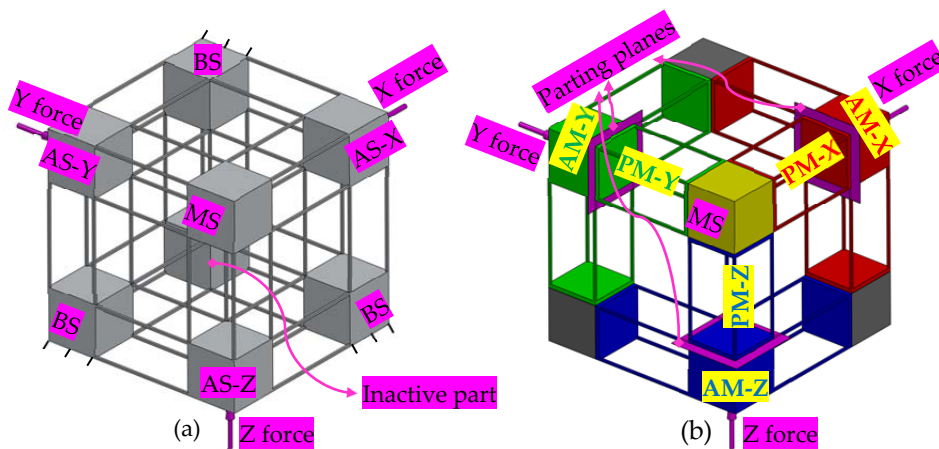 BS
X force
Y force
AS-Y
AS-X
MS
BS
BS
AS-Z
Inactive part
(a)
Z force
Parting planes
X force
AM-X
AM-Y
Y force
PM-Y
PM-X
MS
PM-Z
AM-Z
(b)
Z force